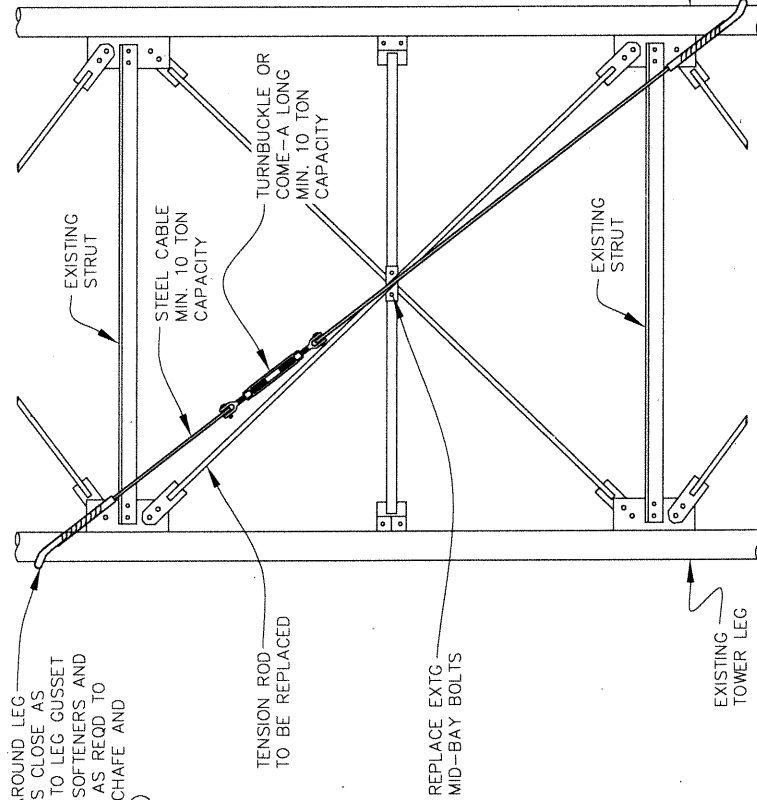 AROUND LEG
S CLOSE AS
TO LEG GUSSET
SOFTENERS AND
AS REQD TO
CHAFE AND
TENSION ROD
TO BE REPLACED
REPLACE EXTG
MID-BAY BOLTS
EXISTING
TOWER LEG
EXISTING
STRUT
STEEL CABLE
MIN. 10 TON
CAPACITY
TURNBUCKLE OR
COME-A LONG
MIN. 10 TON
CAPACITY
EXISTING
STRUT